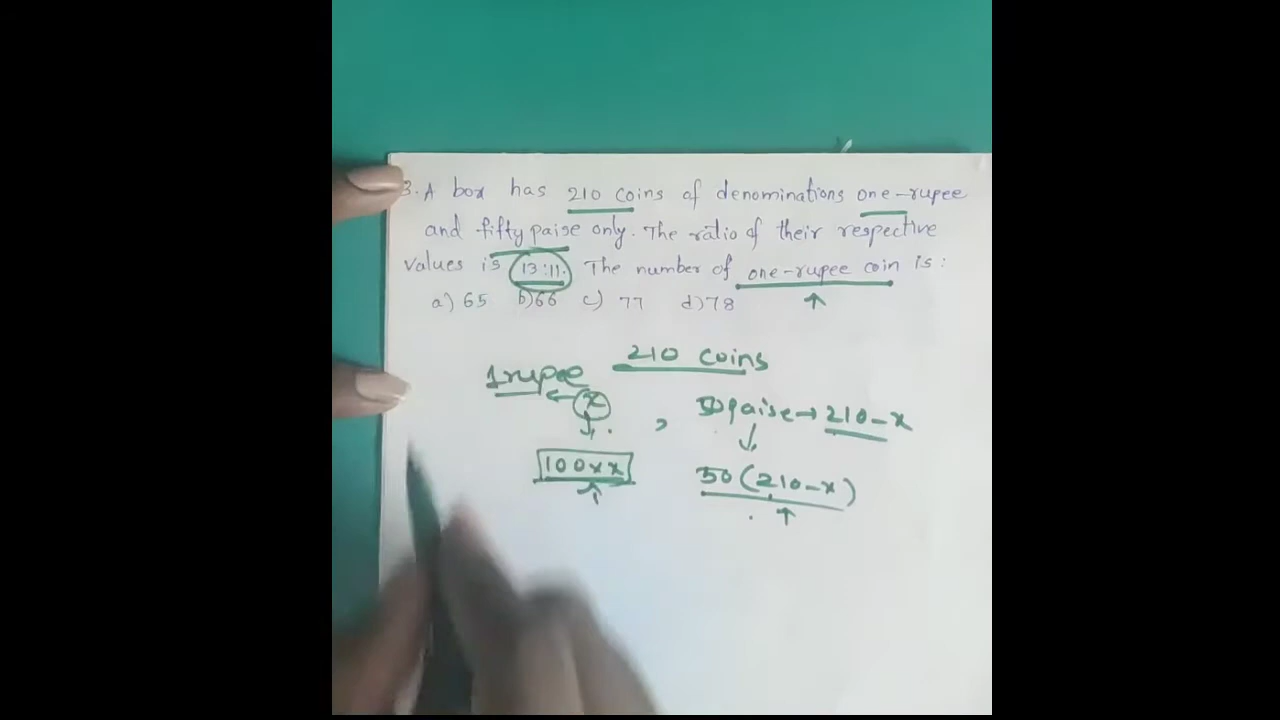 3. A box has 210 coins of denominations one-rupee
and fifty paise only. The ratio of their respective
values is 13:11. The number of one-rupee coin is:
a) 65 b) 66 c) 77 d) 78
210 coins
1 rupee ← x , 50 paise → 210-x
100×x 50(210-x)